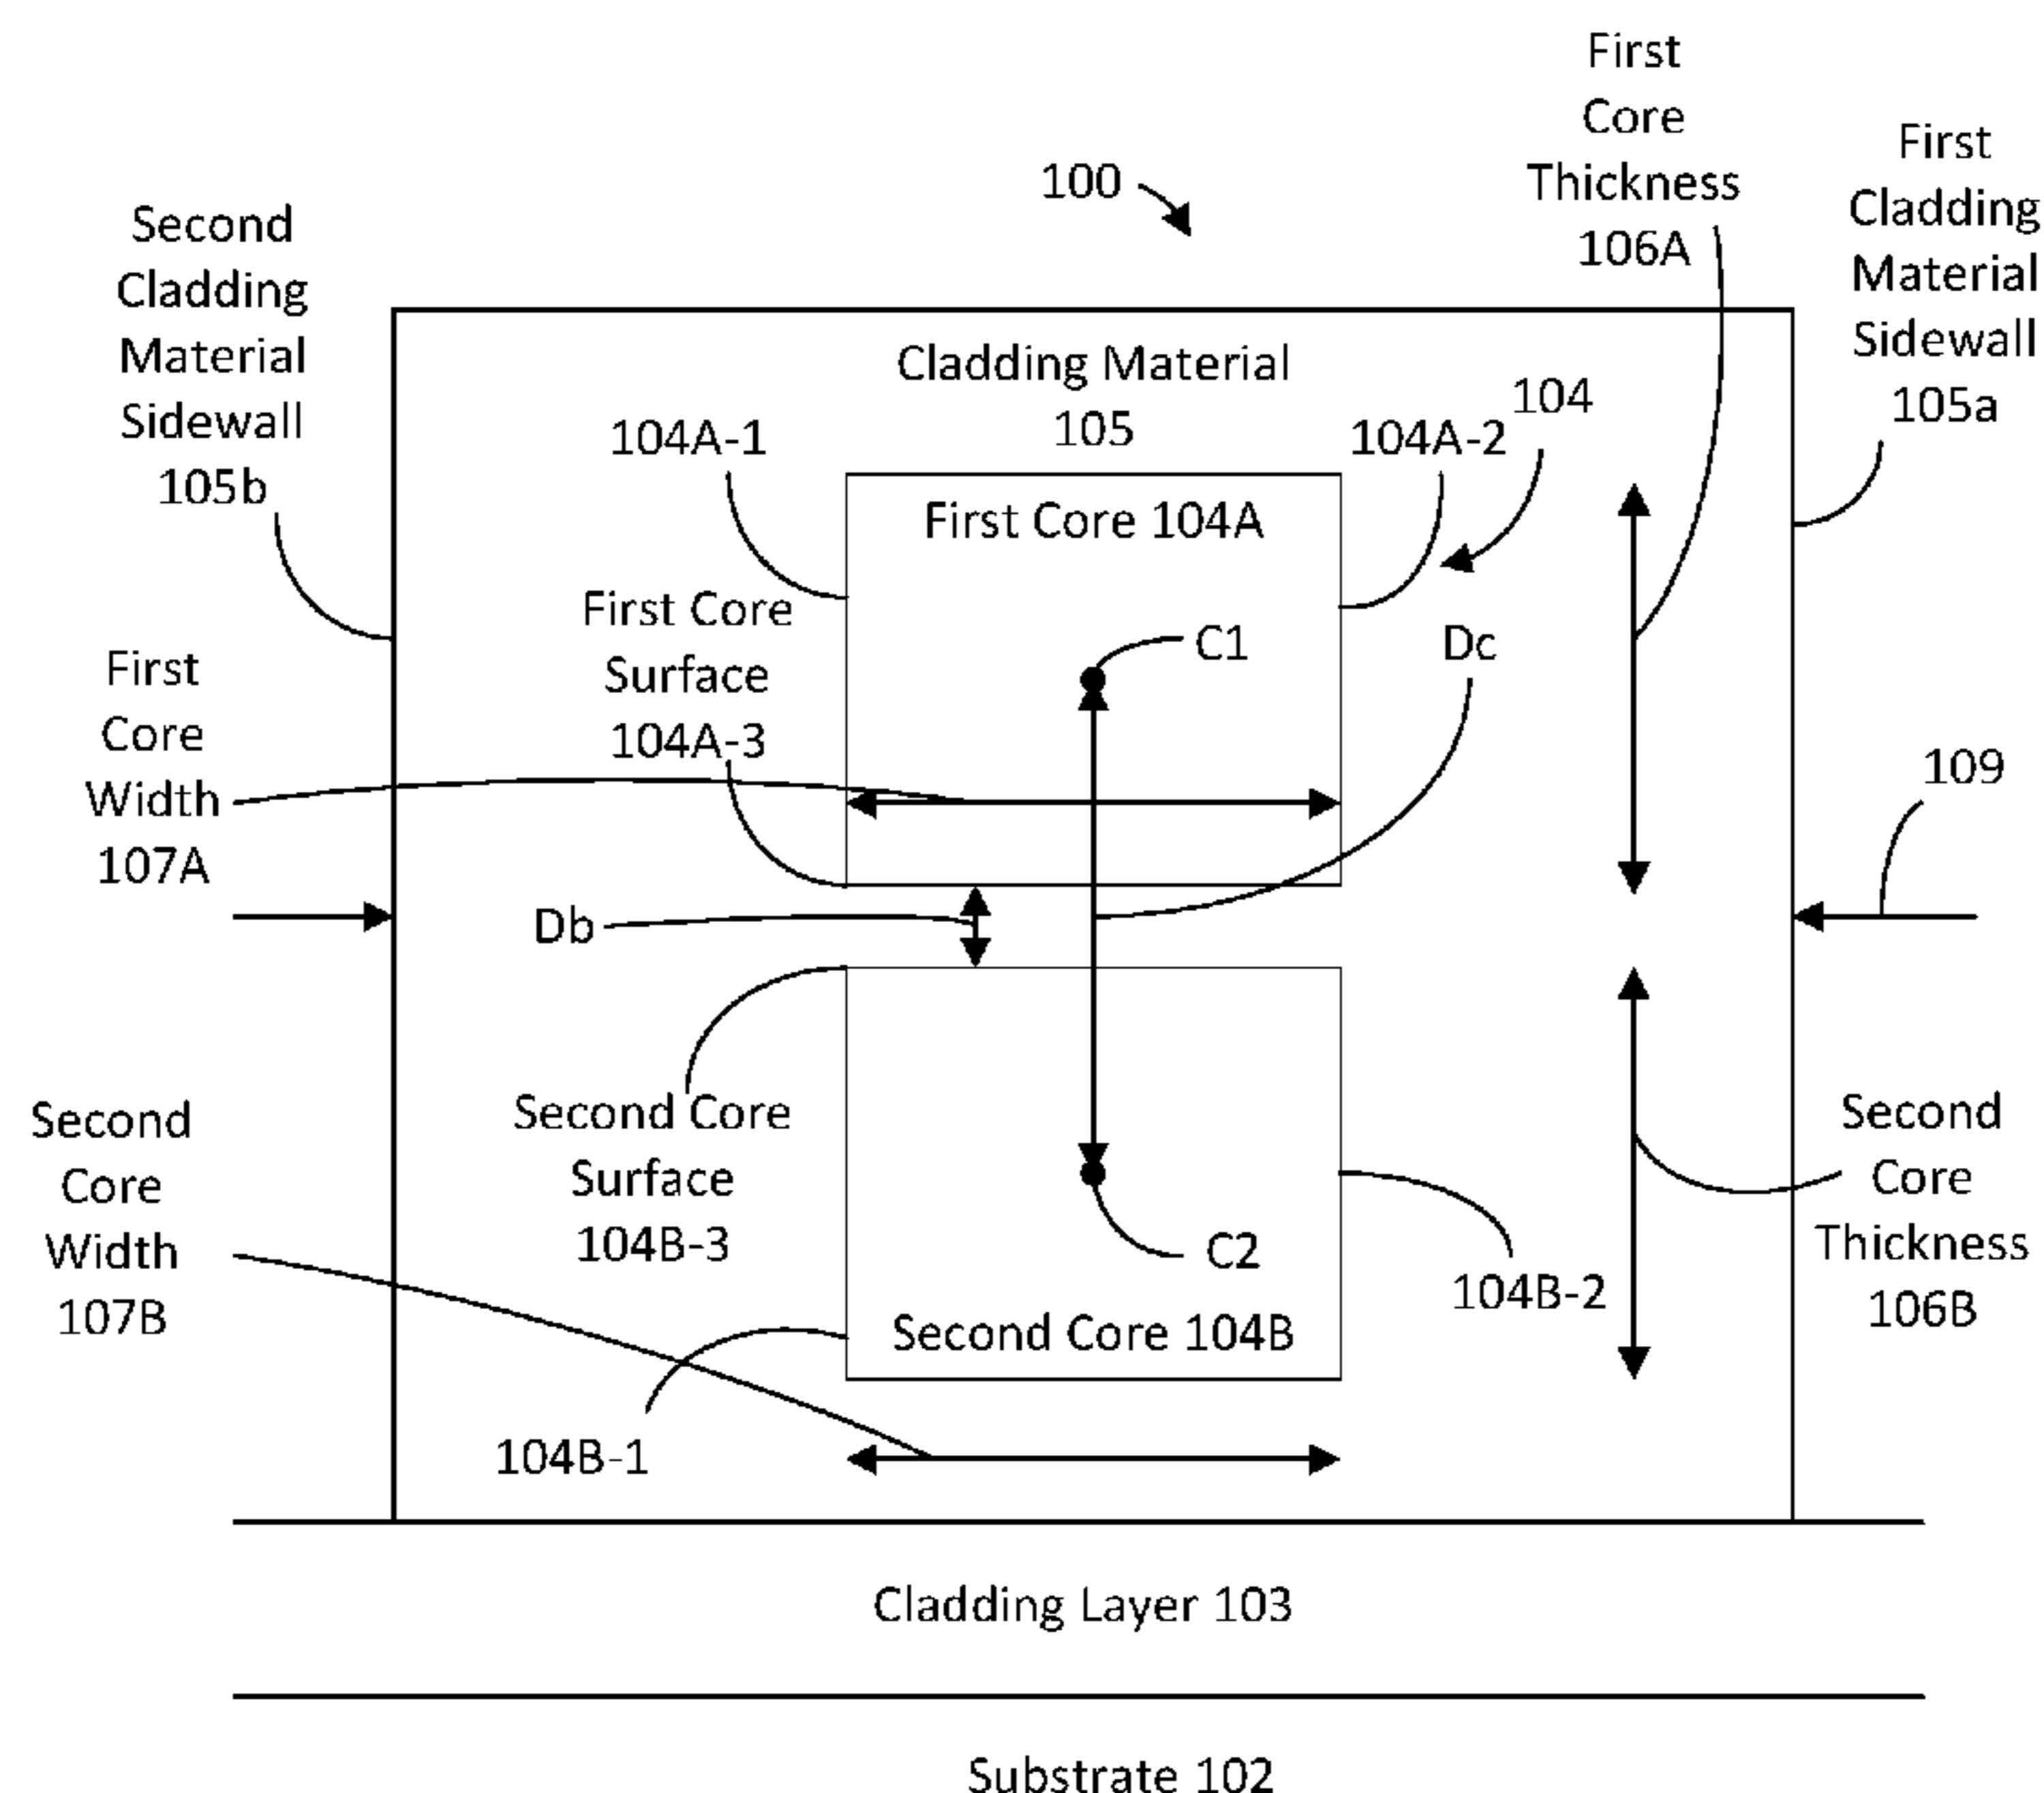 First
Core
Thickness
106A
First
Cladding
Material
Sidewall
105a
100
Second
Cladding
Material
Sidewall
105b
Cladding Material
105
104
104A-1
104A-2
First Core 104A
First Core
Surface
104A-3
C1
Dc
First
Core
Width
107A
109
Db
Second
Core
Width
107B
Second Core
Surface
104B-3
C2
Second
Core
Thickness
106B
104B-2
Second Core 104B
104B-1
Cladding Layer 103
Substrate 102